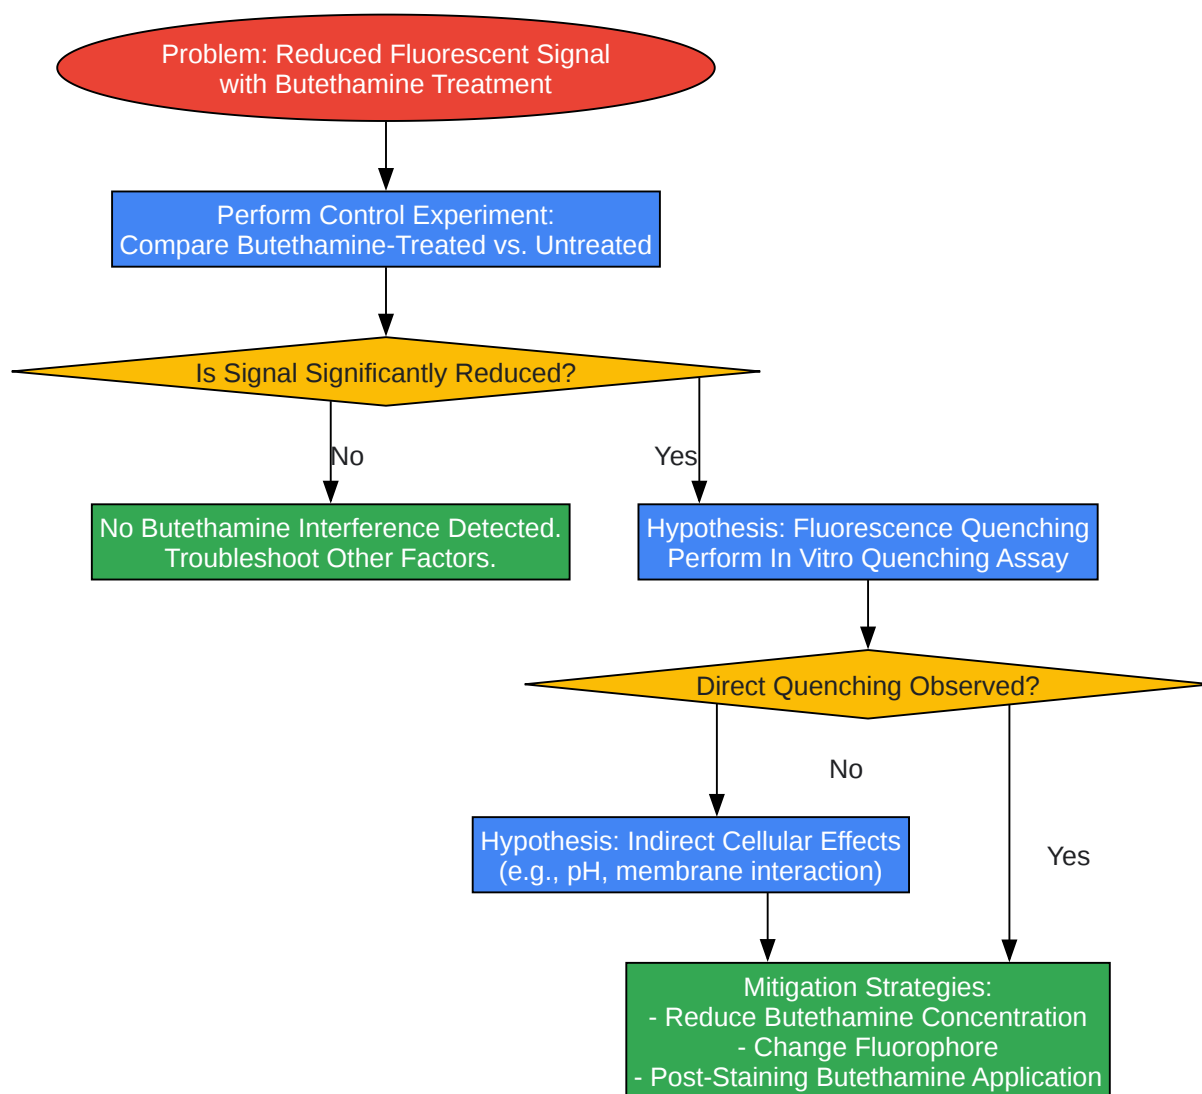 Problem: Reduced Fluorescent Signal
with Butethamine Treatment
Perform Control Experiment:
Compare Butethamine-Treated vs. Untreated
Is Signal Significantly Reduced?
No
Yes
No Butethamine Interference Detected.
Troubleshoot Other Factors.
Hypothesis: Fluorescence Quenching
Perform In Vitro Quenching Assay
Direct Quenching Observed?
No
Hypothesis: Indirect Cellular Effects
(e.g., pH, membrane interaction)
Yes
Mitigation Strategies:
- Reduce Butethamine Concentration
- Change Fluorophore
- Post-Staining Butethamine Application